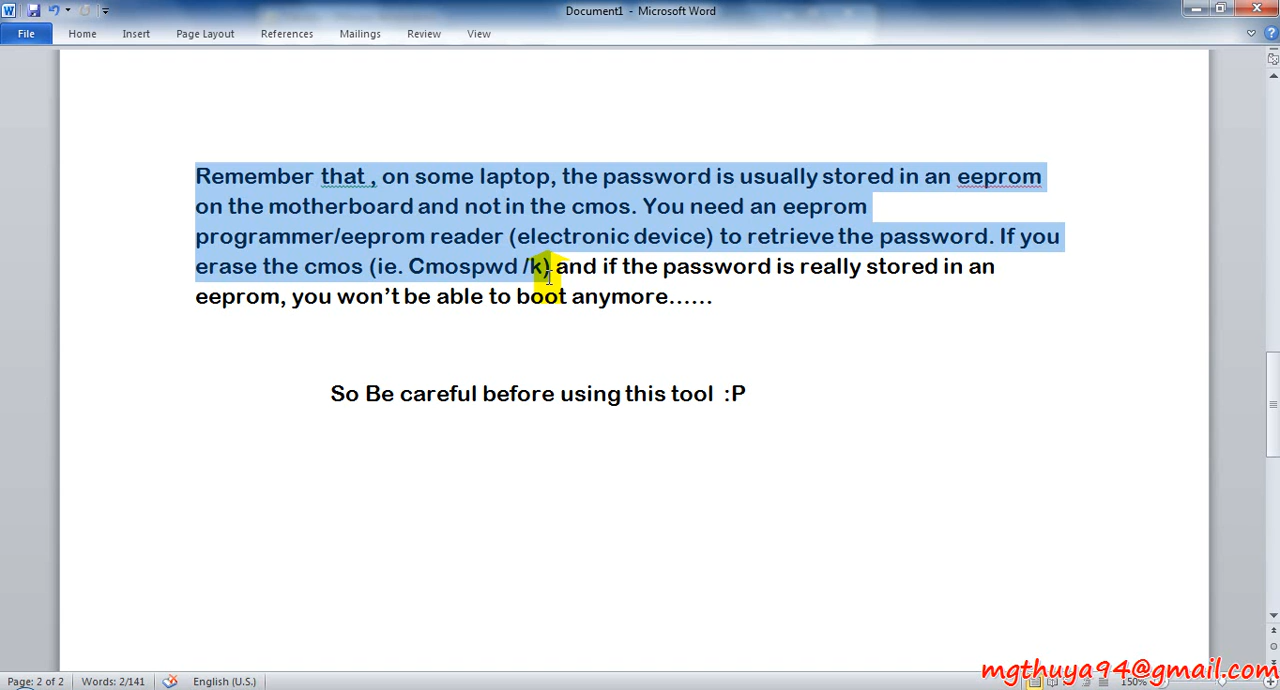 Document1 - Microsoft Word
File Home Insert Page Layout References Mailings Review View
Remember that , on some laptop, the password is usually stored in an eeprom
on the motherboard and not in the cmos. You need an eeprom
programmer/eeprom reader (electronic device) to retrieve the password. If you
erase the cmos (ie. Cmospwd /k) and if the password is really stored in an
eeprom, you won’t be able to boot anymore……
So Be careful before using this tool  :P
mgthuya94@gmail.com
Page: 2 of 2 Words: 2/141 English (U.S.) 150%